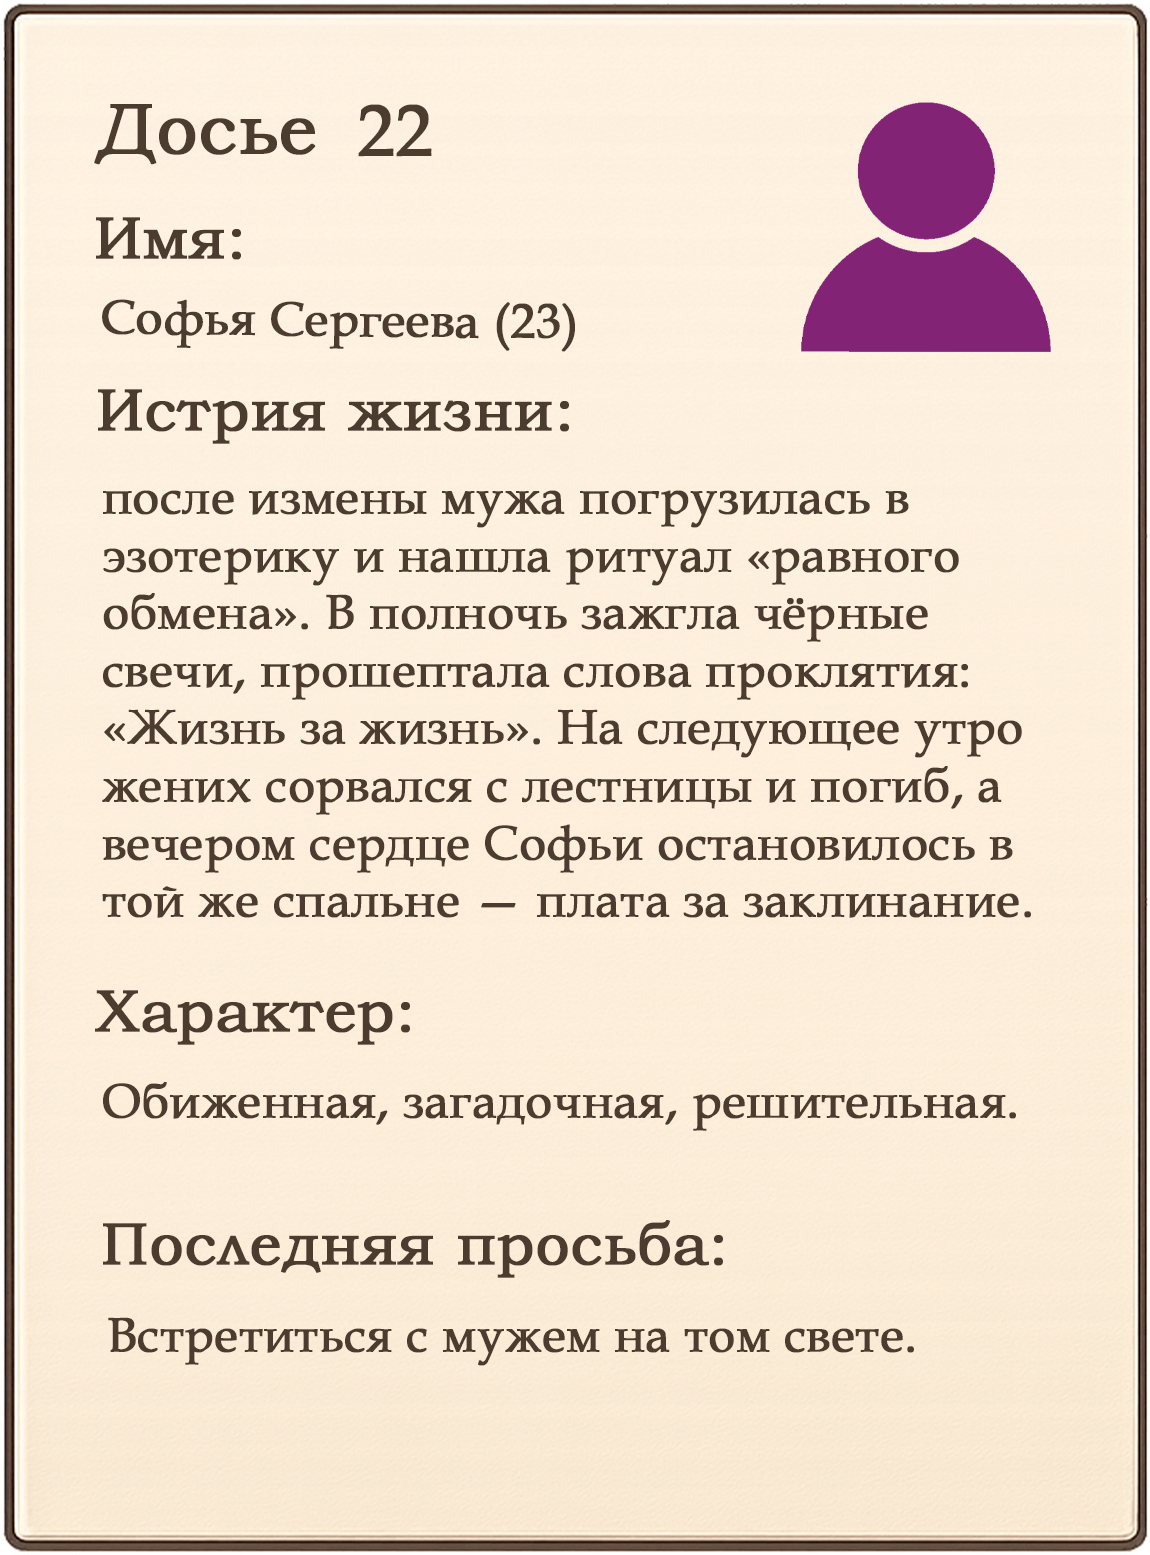 Досье 22
Имя:
Софья Сергеева (23)
Истрия жизни:
после измены мужа погрузилась в
эзотерику и нашла ритуал «равного
обмена». В полночь зажгла чёрные
свечи, прошептала слова проклятия:
«Жизнь за жизнь». На следующее утро
жених сорвался с лестницы и погиб, а
вечером сердце Софьи остановилось в
той же спальне — плата за заклинание.
Характер:
Обиженная, загадочная, решительная.
Последняя просьба:
Встретиться с мужем на том свете.